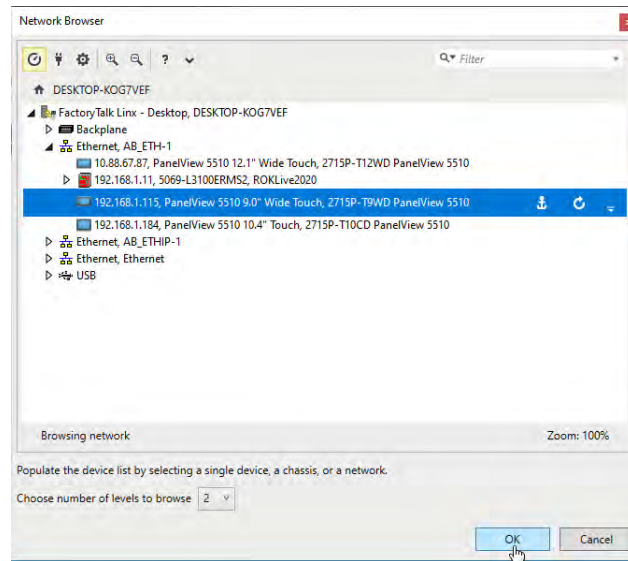 Network Browser
Filter
DESKTOP-KOG7VEF
FactoryTalk Linx - Desktop, DESKTOP-KOG7VEF
Backplane
Ethernet, AB_ETH-1
10.88.67.87, PanelView 5510 12.1" Wide Touch, 2715P-T12WD PanelView 5510
192.168.1.11, 5069-L3100ERMS2, ROKLive2020
192.168.1.115, PanelView 5510 9.0" Wide Touch, 2715P-T9WD PanelView 5510
192.168.1.184, PanelView 5510 10.4" Touch, 2715P-T10CD PanelView 5510
Ethernet, AB_ETHIP-1
Ethernet, Ethernet
USB
Browsing network Zoom: 100%
Populate the device list by selecting a single device, a chassis, or a network.
Choose number of levels to browse 2
OK Cancel